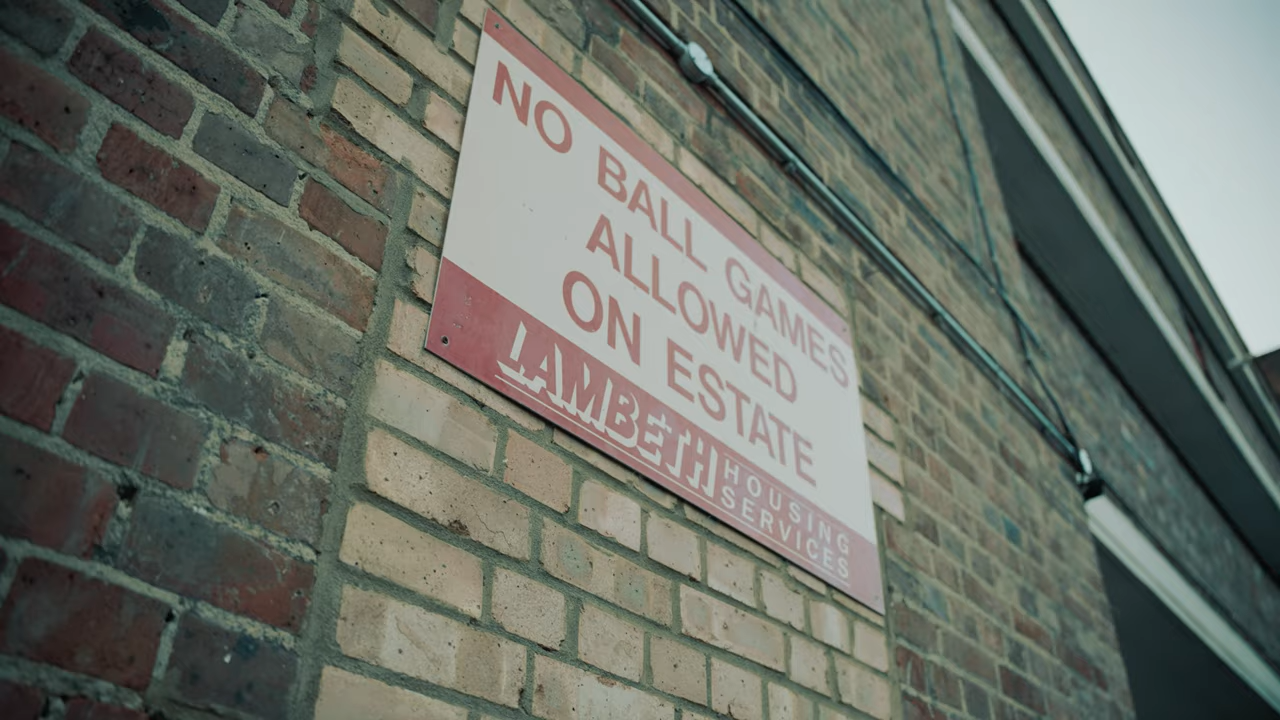 NO BALL GAMES
ALLOWED
ON ESTATE
LAMBETH HOUSING
SERVICES